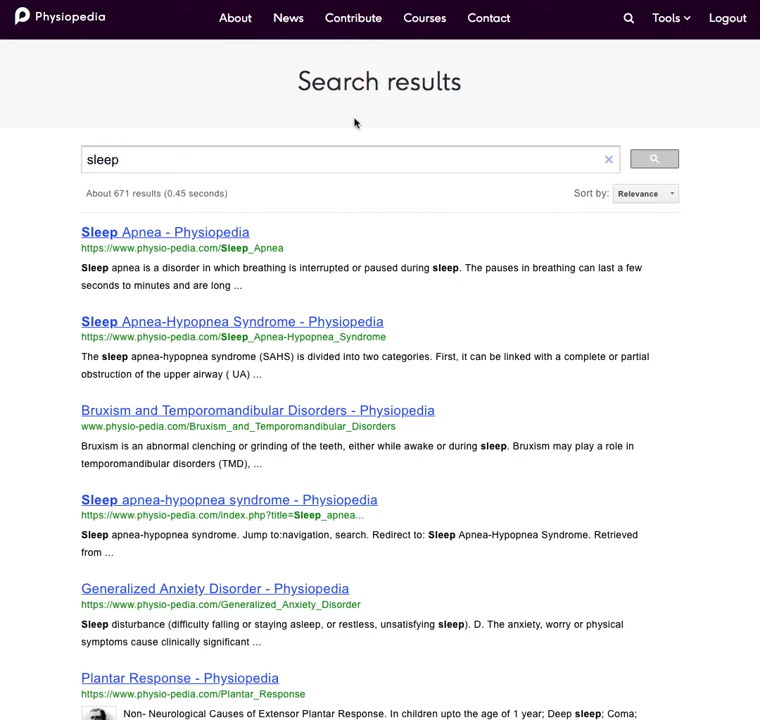 Physiopedia About News Contribute Courses Contact Tools Logout
Search results
sleep
About 671 results (0.45 seconds) Sort by: Relevance
Sleep Apnea - Physiopedia
https://www.physio-pedia.com/Sleep_Apnea
Sleep apnea is a disorder in which breathing is interrupted or paused during sleep. The pauses in breathing can last a few
seconds to minutes and are long ...
Sleep Apnea-Hypopnea Syndrome - Physiopedia
https://www.physio-pedia.com/Sleep_Apnea-Hypopnea_Syndrome
The sleep apnea-hypopnea syndrome (SAHS) is divided into two categories. First, it can be linked with a complete or partial
obstruction of the upper airway ( UA) ...
Bruxism and Temporomandibular Disorders - Physiopedia
www.physio-pedia.com/Bruxism_and_Temporomandibular_Disorders
Bruxism is an abnormal clenching or grinding of the teeth, either while awake or during sleep. Bruxism may play a role in
temporomandibular disorders (TMD), ...
Sleep apnea-hypopnea syndrome - Physiopedia
https://www.physio-pedia.com/index.php?title=Sleep_apnea...
Sleep apnea-hypopnea syndrome. Jump to:navigation, search. Redirect to: Sleep Apnea-Hypopnea Syndrome. Retrieved
from ...
Generalized Anxiety Disorder - Physiopedia
https://www.physio-pedia.com/Generalized_Anxiety_Disorder
Sleep disturbance (difficulty falling or staying asleep, or restless, unsatisfying sleep). D. The anxiety, worry or physical
symptoms cause clinically significant ...
Plantar Response - Physiopedia
https://www.physio-pedia.com/Plantar_Response
Non- Neurological Causes of Extensor Plantar Response. In children upto the age of 1 year; Deep sleep; Coma;